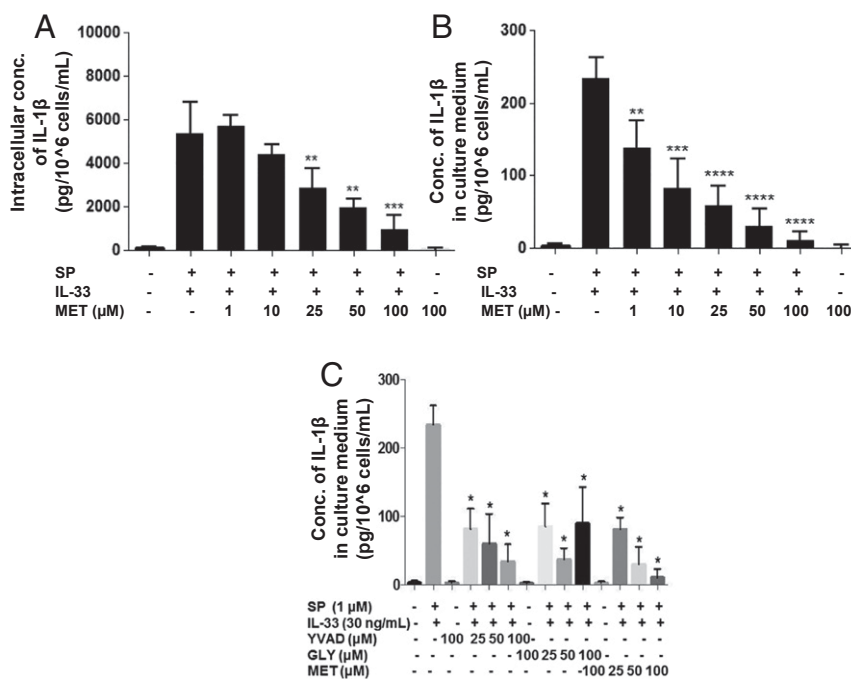 A
Intracellular conc.
of IL-1β
(pg/10^6 cells/mL)
10000
8000
6000
4000
2000
0
** ** ***
SP - + + + + + + -
IL-33 - + + + + + + -
MET (μM) - - 1 10 25 50 100 100
B
Conc. of IL-1β
in culture medium
(pg/10^6 cells/mL)
300
200
100
0
** *** **** **** ****
SP - + + + + + + -
IL-33 - + + + + + + -
MET (μM) - - 1 10 25 50 100 100
C
Conc. of IL-1β
in culture medium
(pg/10^6 cells/mL)
300
200
100
0
* * * * * * * * *
SP (1 μM) - + - + + + - + + + - + + +
IL-33 (30 ng/mL) - + - + + + - + + + - + + +
YVAD (μM) - - 100 25 50 100 - - - - - - - -
GLY (μM) - - - - - - 100 25 50 100 - - - -
MET (μM) - - - - - - - - - - 100 25 50 100